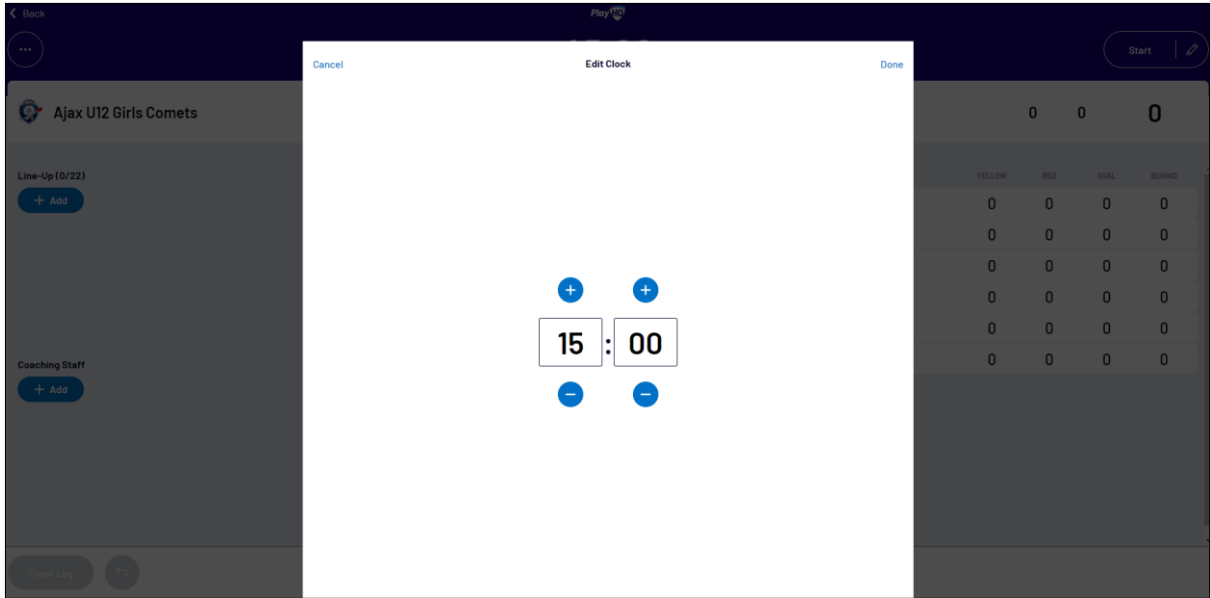 Back
PlayHQ
Start
Cancel
Edit Clock
Done
Ajax U12 Girls Comets
0 0 0
Line-Up (0/22)
YELLOW RED GOAL BEHIND
+ Add
0 0 0 0
0 0 0 0
0 0 0 0
0 0 0 0
0 0 0 0
0 0 0 0
15 : 00
Coaching Staff
+ Add
Event Log